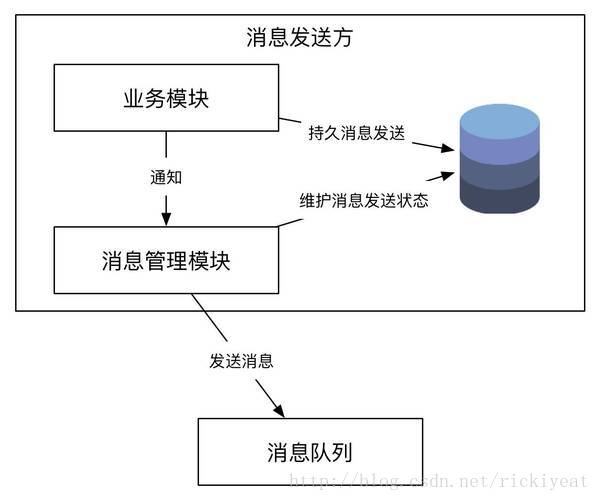 消息发送方
业务模块
持久消息发送
通知
维护消息发送状态
消息管理模块
发送消息
消息队列
http://blog.csdn.net/rickiyeat